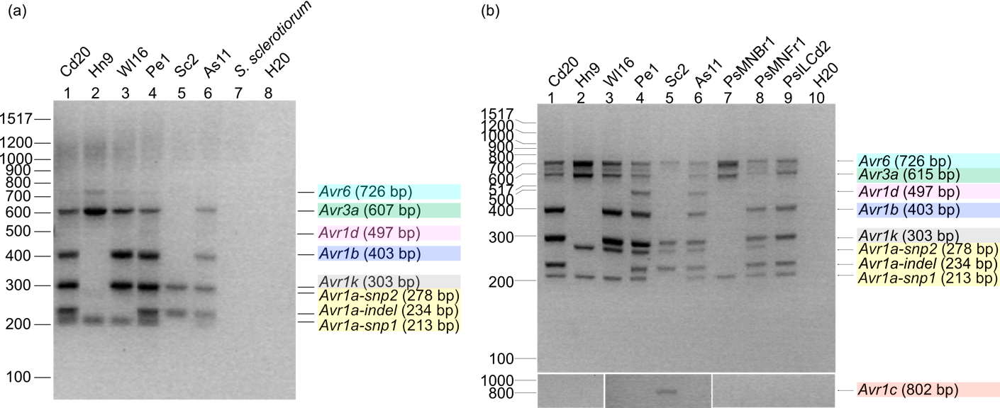 (a)
Cd20 Hn9 WI16 Pe1 Sc2 As11 S. sclerotiorum H20
1 2 3 4 5 6 7 8
1517
1200
1000
900
800
700
600
500
400
300
200
100
Avr6 (726 bp)
Avr3a (607 bp)
Avr1d (497 bp)
Avr1b (403 bp)
Avr1k (303 bp)
Avr1a-snp2 (278 bp)
Avr1a-indel (234 bp)
Avr1a-snp1 (213 bp)
(b)
Cd20 Hn9 WI16 Pe1 Sc2 As11 PsMNBr1 PsMNFr1 PsILCd2 H20
1 2 3 4 5 6 7 8 9 10
1517
1200
1000
900
800
700
600
517
500
400
300
200
100
1000
800
Avr6 (726 bp)
Avr3a (615 bp)
Avr1d (497 bp)
Avr1b (403 bp)
Avr1k (303 bp)
Avr1a-snp2 (278 bp)
Avr1a-indel (234 bp)
Avr1a-snp1 (213 bp)
Avr1c (802 bp)